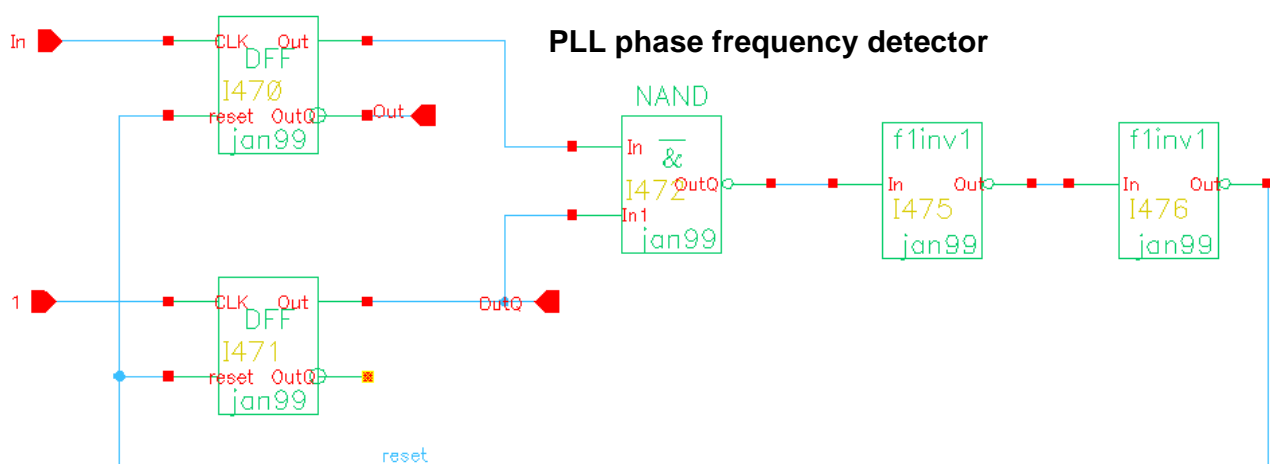 PLL phase frequency detector
In
CLK Out
DFF
I470
reset OutQ
jan99
Out
NAND
In
&
I472
OutQ
In1
jan99
f1inv1
In Out
I475
jan99
f1inv1
In Out
I476
jan99
1
CLK Out
DFF
I471
reset OutQ
jan99
OutQ
reset